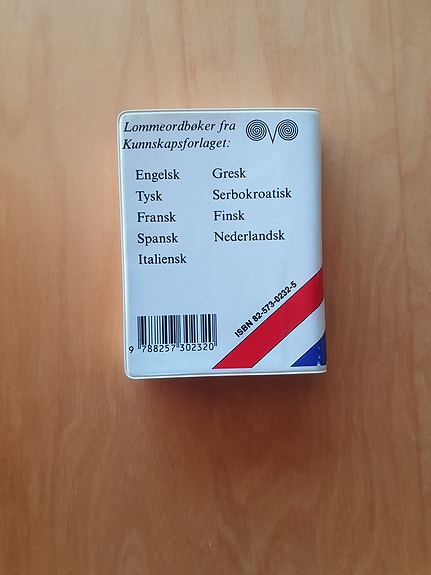 Lommeordbøker fra
Kunnskapsforlaget:
Engelsk
Tysk
Fransk
Spansk
Italiensk
Gresk
Serbokroatisk
Finsk
Nederlandsk
ISBN 82-573-0232-5
9 788257 302320